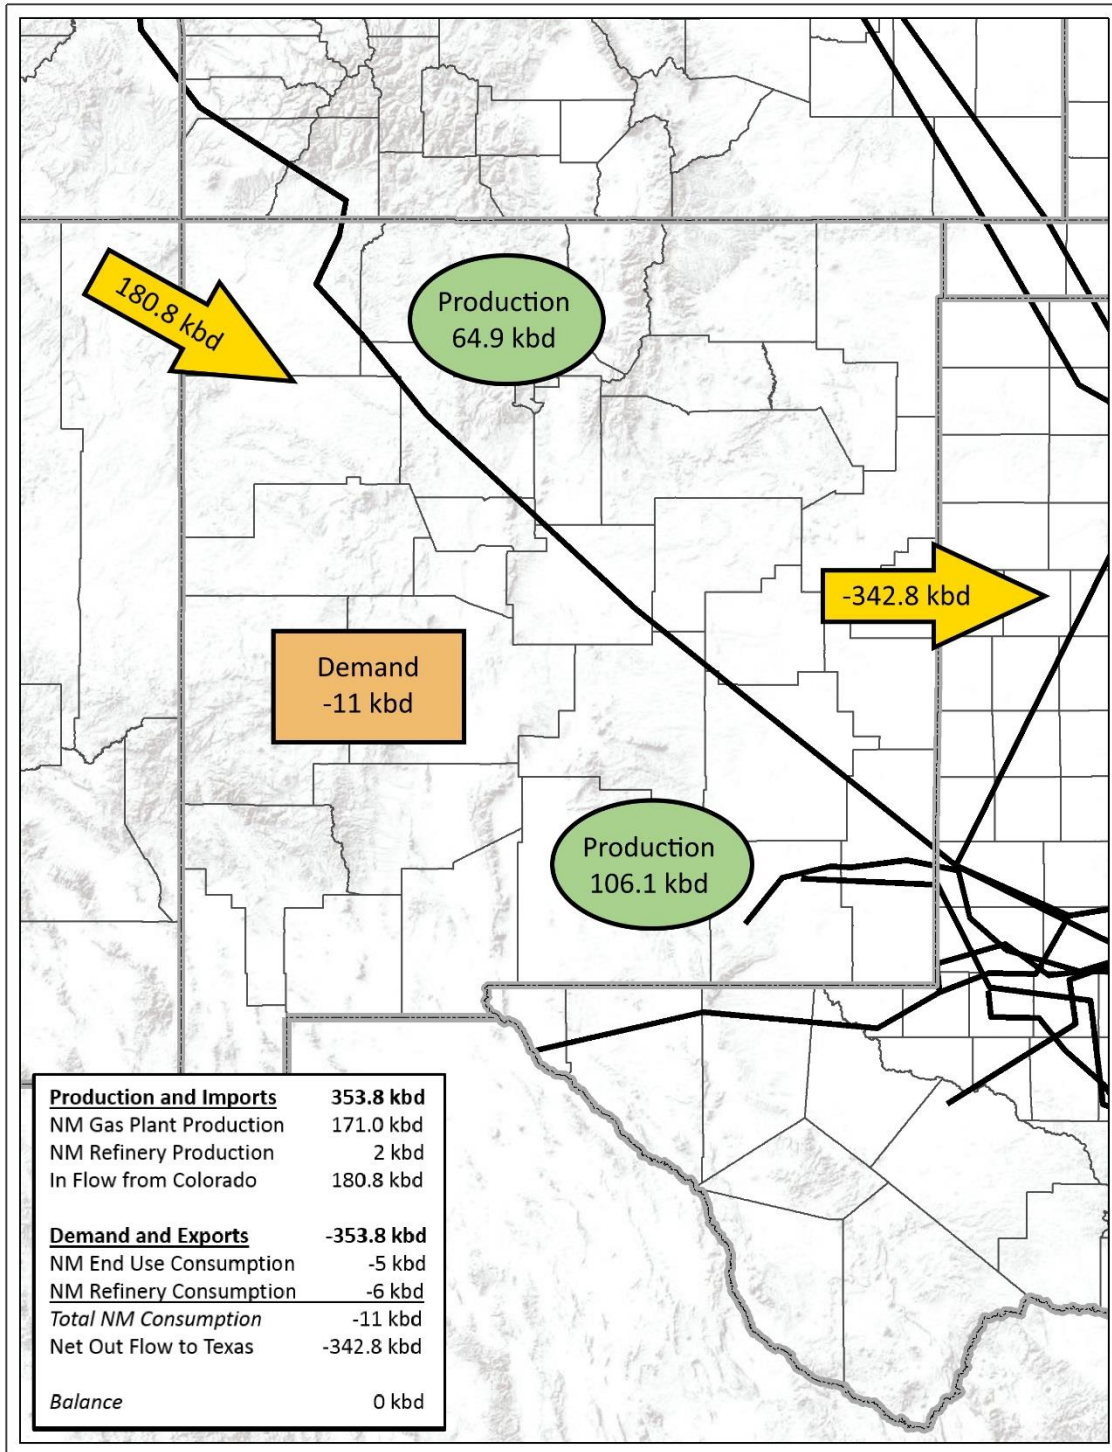 180.8 kbd
Production
64.9 kbd
-342.8 kbd
Demand
-11 kbd
Production
106.1 kbd
Production and Imports 353.8 kbd
NM Gas Plant Production 171.0 kbd
NM Refinery Production 2 kbd
In Flow from Colorado 180.8 kbd
Demand and Exports -353.8 kbd
NM End Use Consumption -5 kbd
NM Refinery Consumption -6 kbd
Total NM Consumption -11 kbd
Net Out Flow to Texas -342.8 kbd
Balance 0 kbd